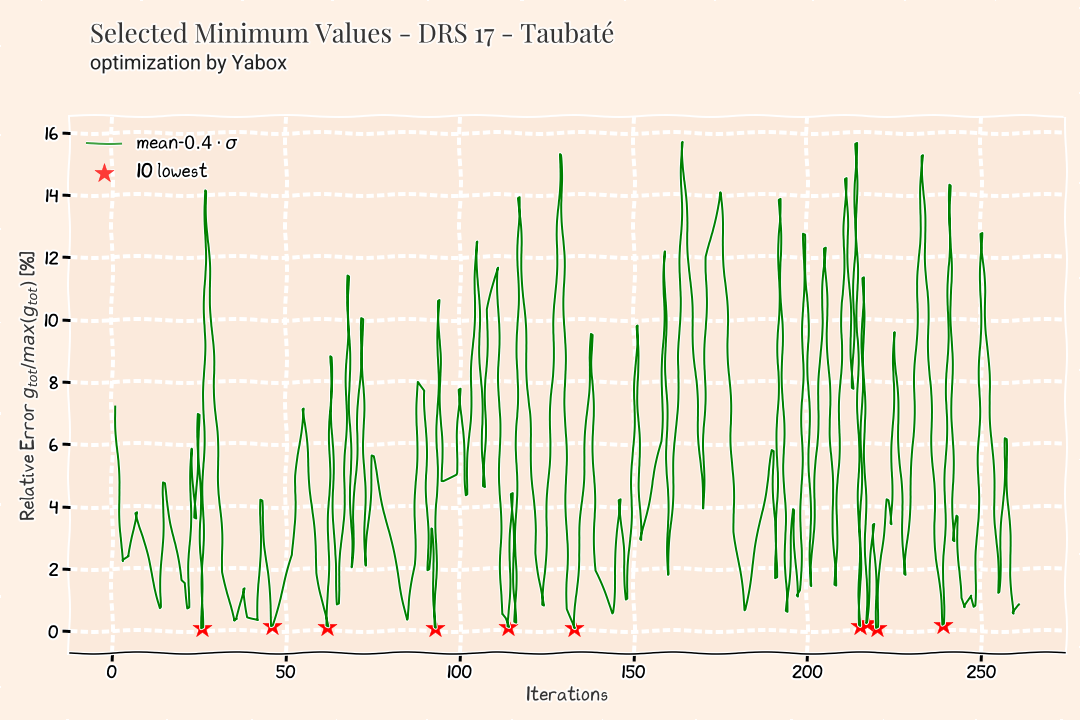 Selected Minimum Values - DRS 17 - Taubaté
optimization by Yabox
mean-0.4 · σ
10 lowest
16
14
12
10
8
6
4
2
0
Relative Error g_tot/max(g_tot) [%]
0 50 100 150 200 250
Iterations